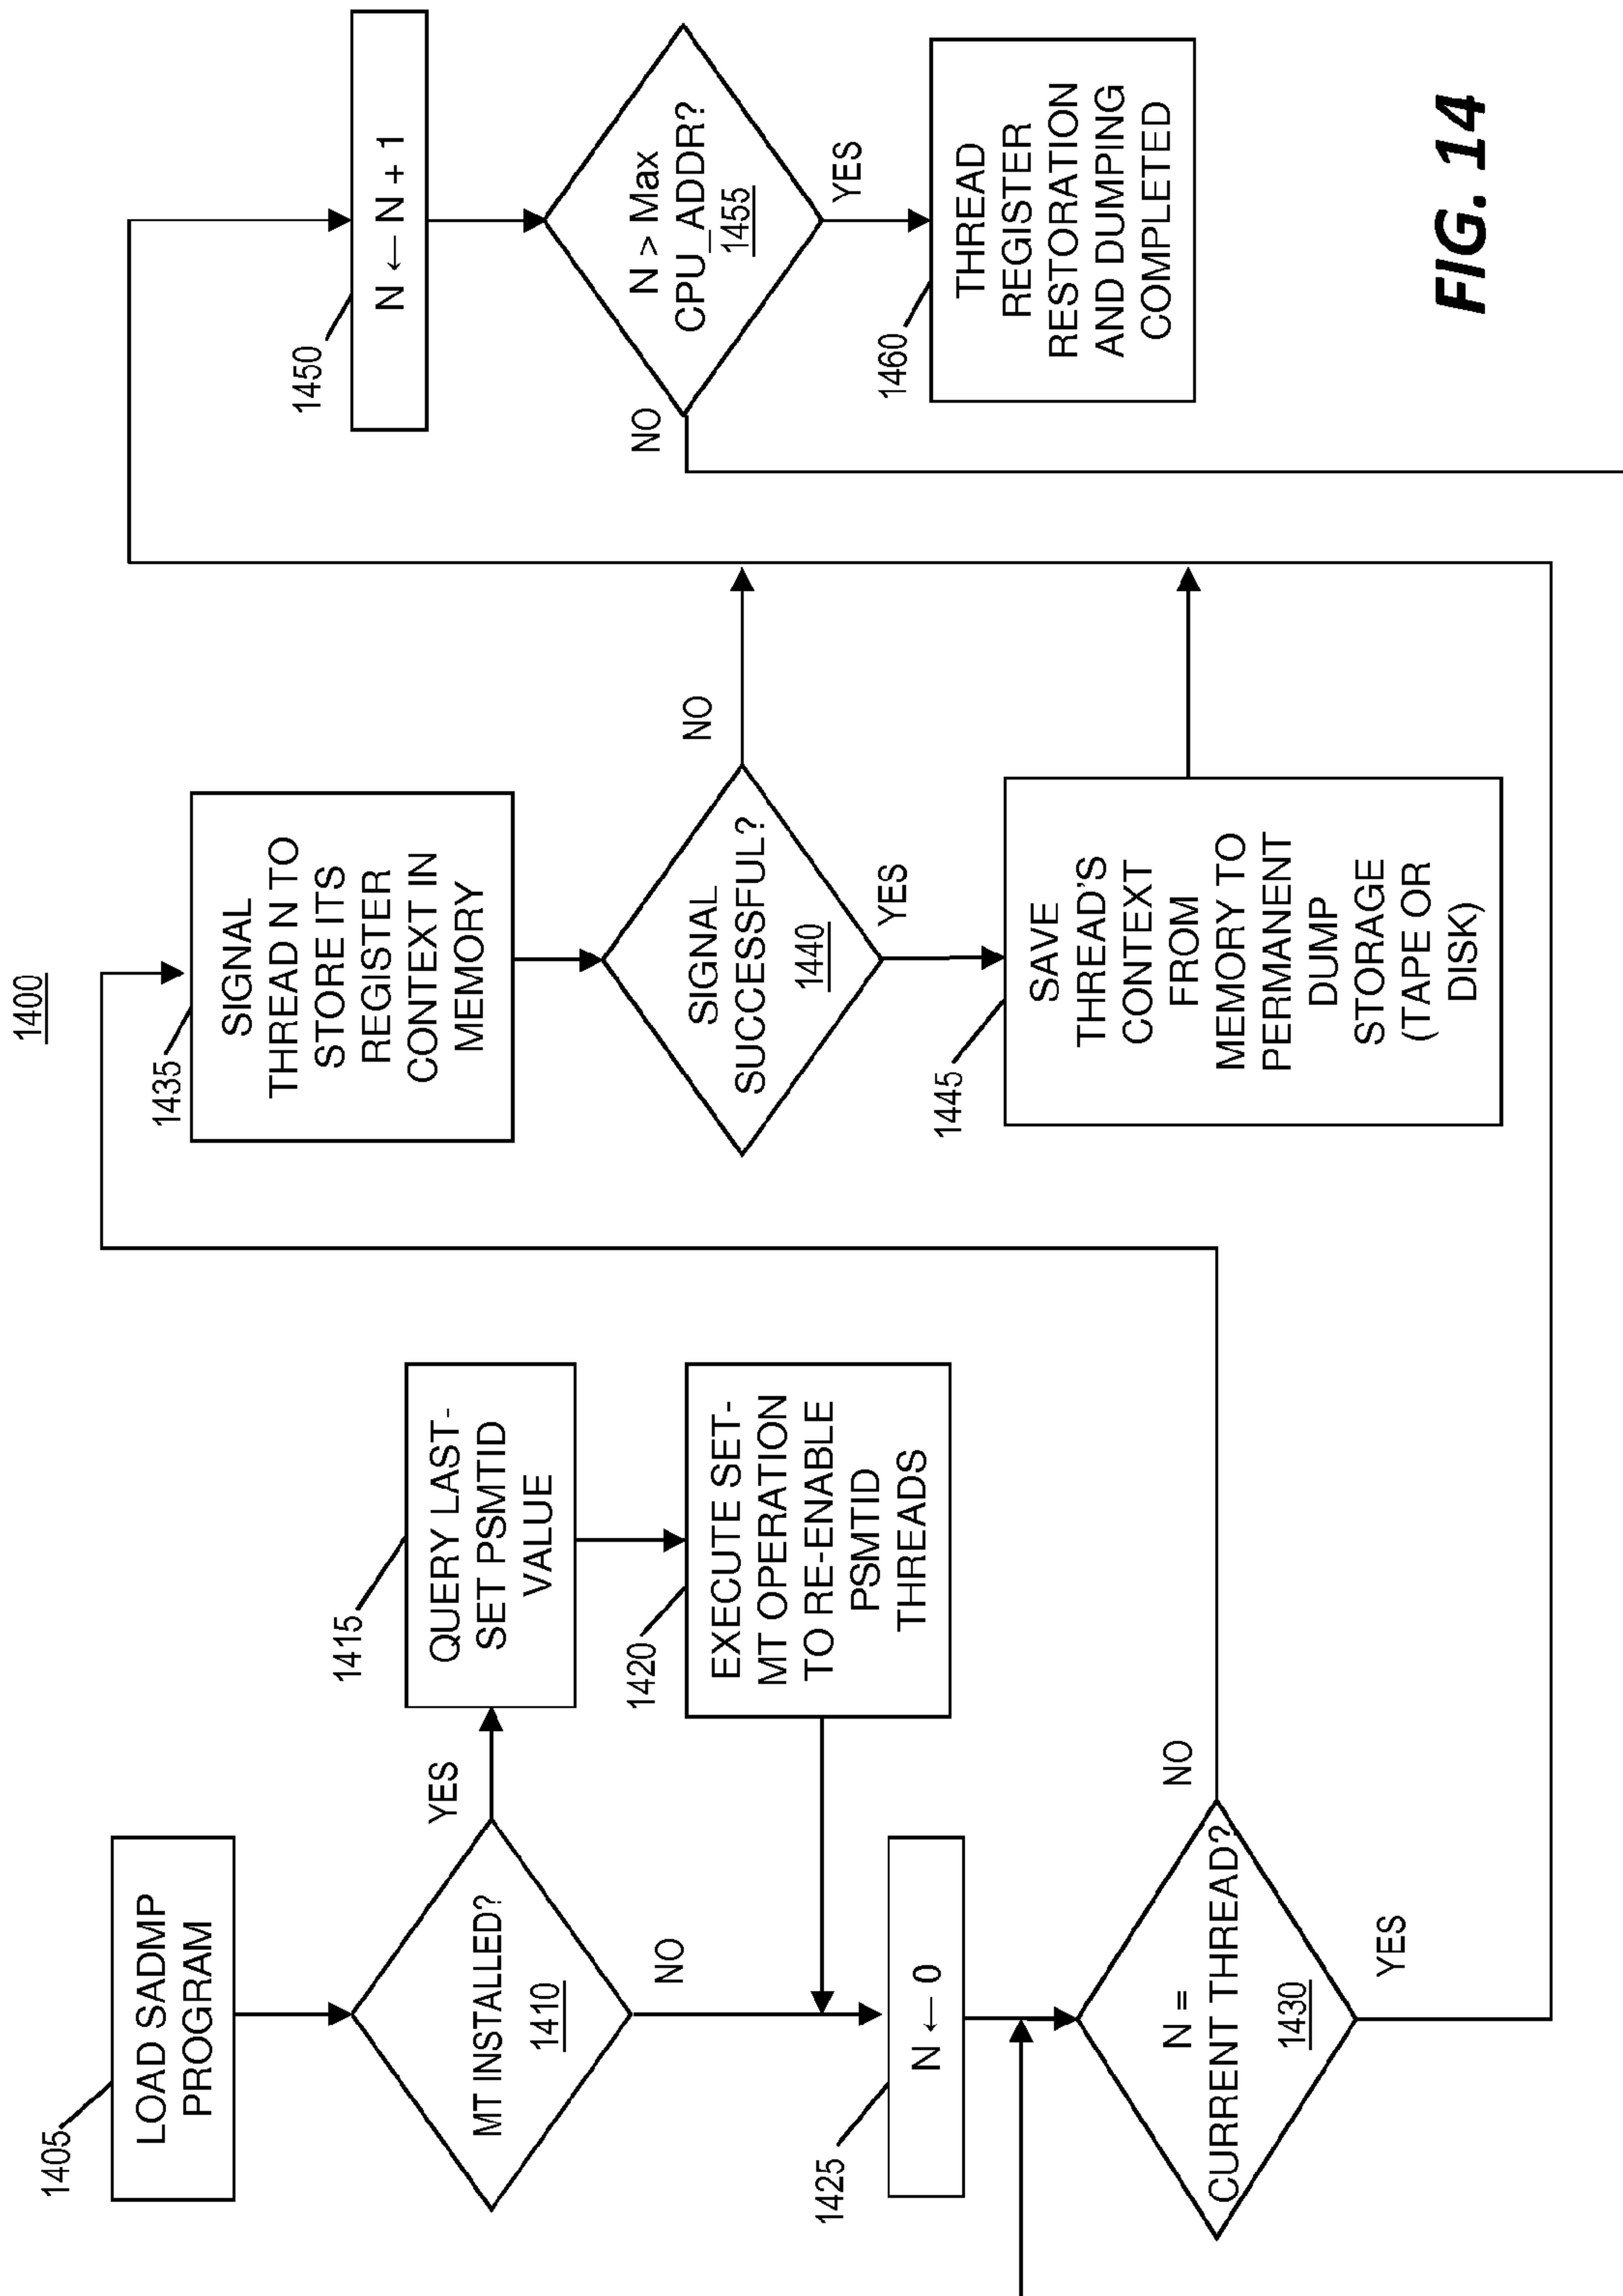 1400
1405
LOAD SADMP
PROGRAM
MT INSTALLED?
1410
YES
NO
1415
QUERY LAST-
SET PSMTID
VALUE
1420
EXECUTE SET-
MT OPERATION
TO RE-ENABLE
PSMTID
THREADS
1425
N ← 0
N =
CURRENT THREAD?
1430
NO
YES
1435
SIGNAL
THREAD N TO
STORE ITS
REGISTER
CONTEXT IN
MEMORY
SIGNAL
SUCCESSFUL?
1440
NO
YES
1445
SAVE
THREAD'S
CONTEXT
FROM
MEMORY TO
PERMANENT
DUMP
STORAGE
(TAPE OR
DISK)
1450
N ← N + 1
N > Max
CPU_ADDR?
1455
NO
YES
1460
THREAD
REGISTER
RESTORATION
AND DUMPING
COMPLETED
FIG. 14